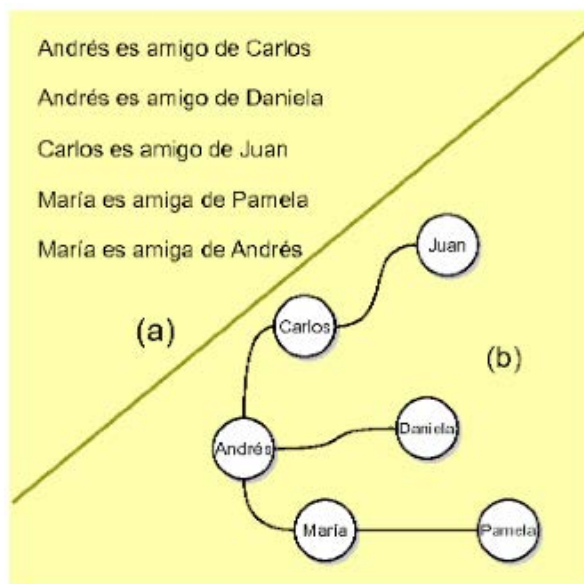 Andrés es amigo de Carlos
Andrés es amigo de Daniela
Carlos es amigo de Juan
María es amiga de Pamela
María es amiga de Andrés
(a)
Juan
Carlos
(b)
Daniela
Andrés
María
Pamela